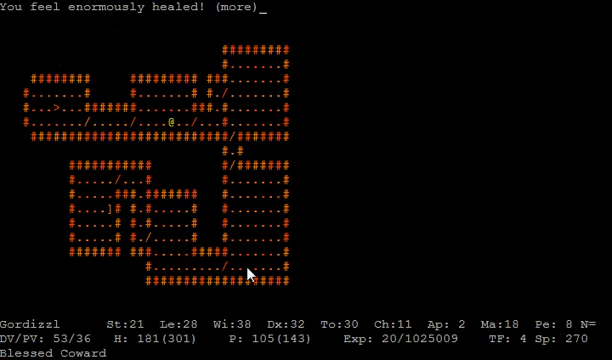 You feel enormously healed! (more)_
Gordizzl St:21 Le:28 Wi:38 Dx:32 To:30 Ch:11 Ap: 2 Ma:18 Pe: 8 N=
DV/PV: 53/36 H: 181(301) P: 105(143) Exp: 20/1025009 TF: 4 Sp: 270
Blessed Coward